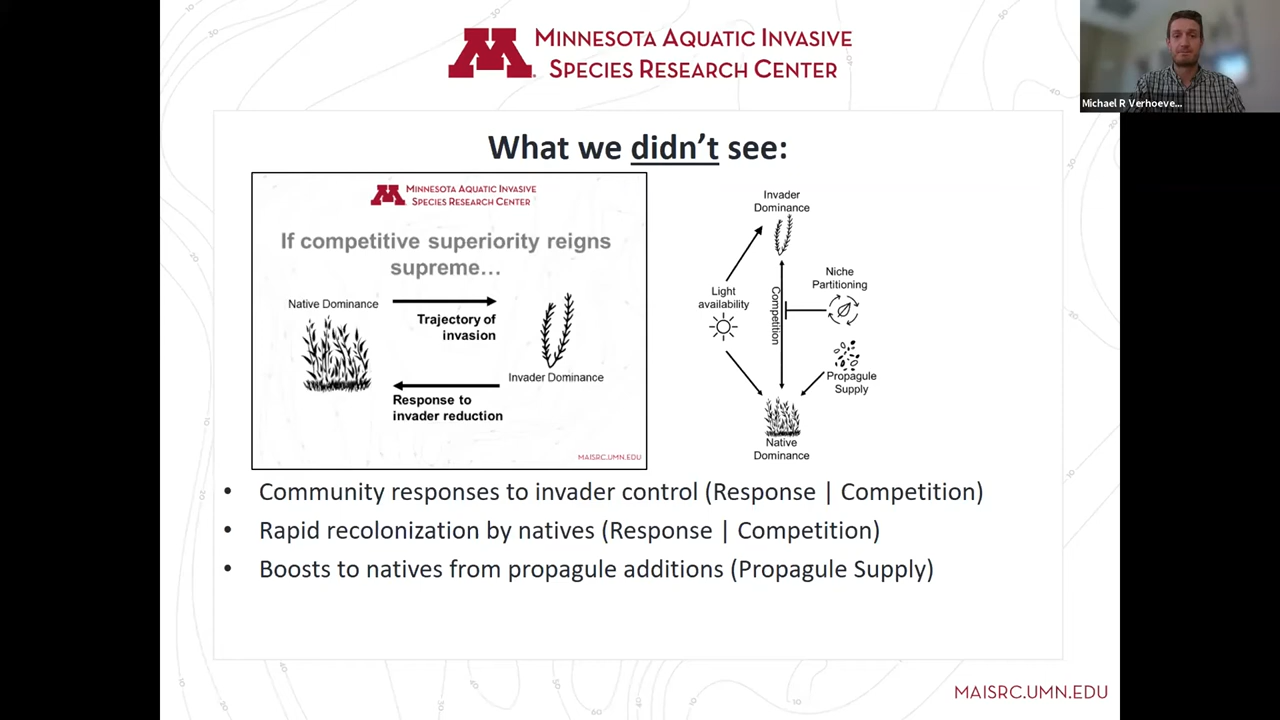 MINNESOTA AQUATIC INVASIVE
SPECIES RESEARCH CENTER
Michael R Verhoeve...
What we didn't see:
MINNESOTA AQUATIC INVASIVE
SPECIES RESEARCH CENTER
If competitive superiority reigns
supreme…
Native Dominance
Trajectory of
invasion
Invader Dominance
Response to
invader reduction
MAISRC.UMN.EDU
Invader
Dominance
Niche
Partitioning
Light
availability
Competition
Propagule
Supply
Native
Dominance
• Community responses to invader control (Response | Competition)
• Rapid recolonization by natives (Response | Competition)
• Boosts to natives from propagule additions (Propagule Supply)
MAISRC.UMN.EDU